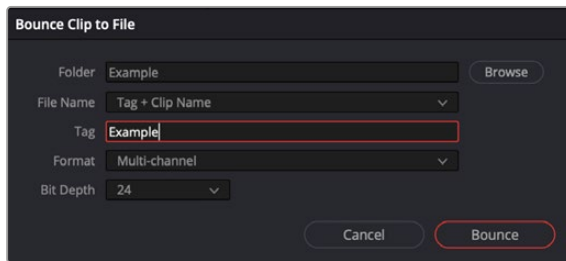 Bounce Clip to File
Folder Example Browse
File Name Tag + Clip Name
Tag Example
Format Multi-channel
Bit Depth 24
Cancel Bounce